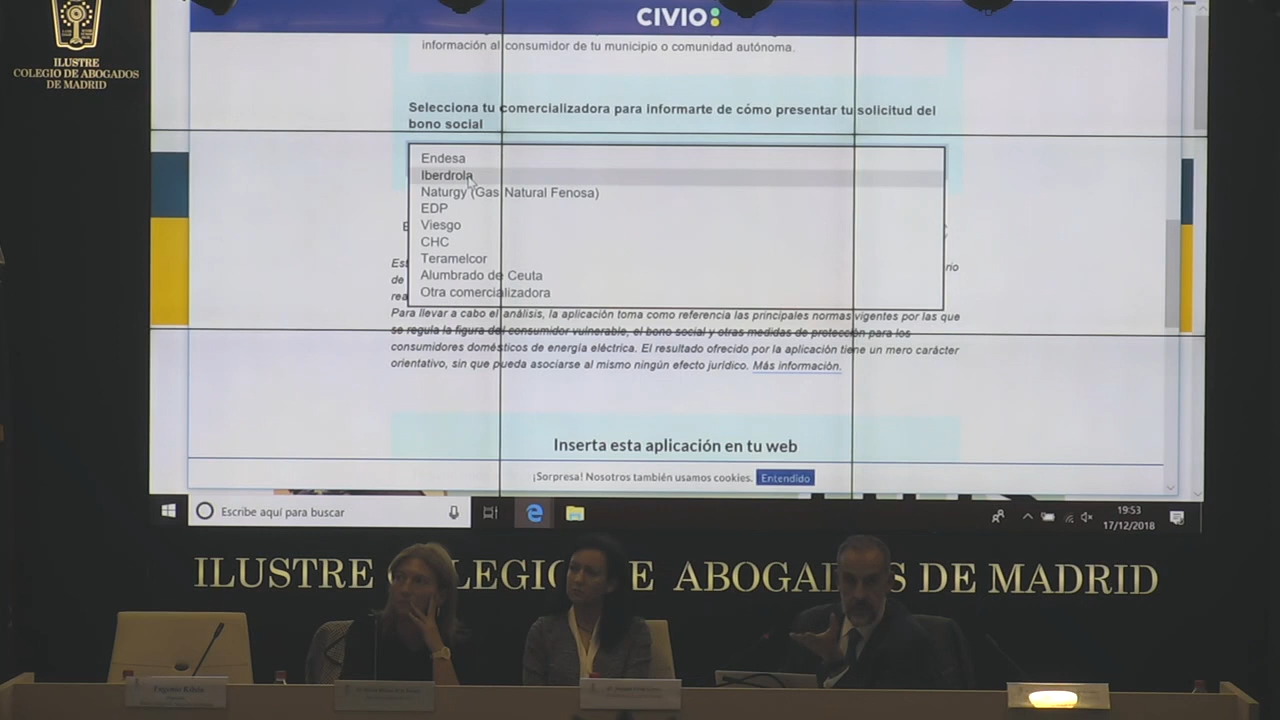 ILUSTRE
COLEGIO DE ABOGADOS
DE MADRID
CIVIO
información al consumidor de tu municipio o comunidad autónoma.
Selecciona tu comercializadora para informarte de cómo presentar tu solicitud del
bono social
Endesa
Iberdrola
Naturgy (Gas Natural Fenosa)
EDP
Viesgo
CHC
Teramelcor
Alumbrado de Ceuta
Otra comercializadora
Para llevar a cabo el análisis, la aplicación toma como referencia las principales normas vigentes por las que
se regula la figura del consumidor vulnerable, el bono social y otras medidas de protección para los
consumidores domésticos de energía eléctrica. El resultado ofrecido por la aplicación tiene un mero carácter
orientativo, sin que pueda asociarse al mismo ningún efecto jurídico. Más información.
Inserta esta aplicación en tu web
¡Sorpresa! Nosotros también usamos cookies. Entendido
Escribe aquí para buscar
19:53
17/12/2018
ILUSTRE COLEGIO DE ABOGADOS DE MADRID